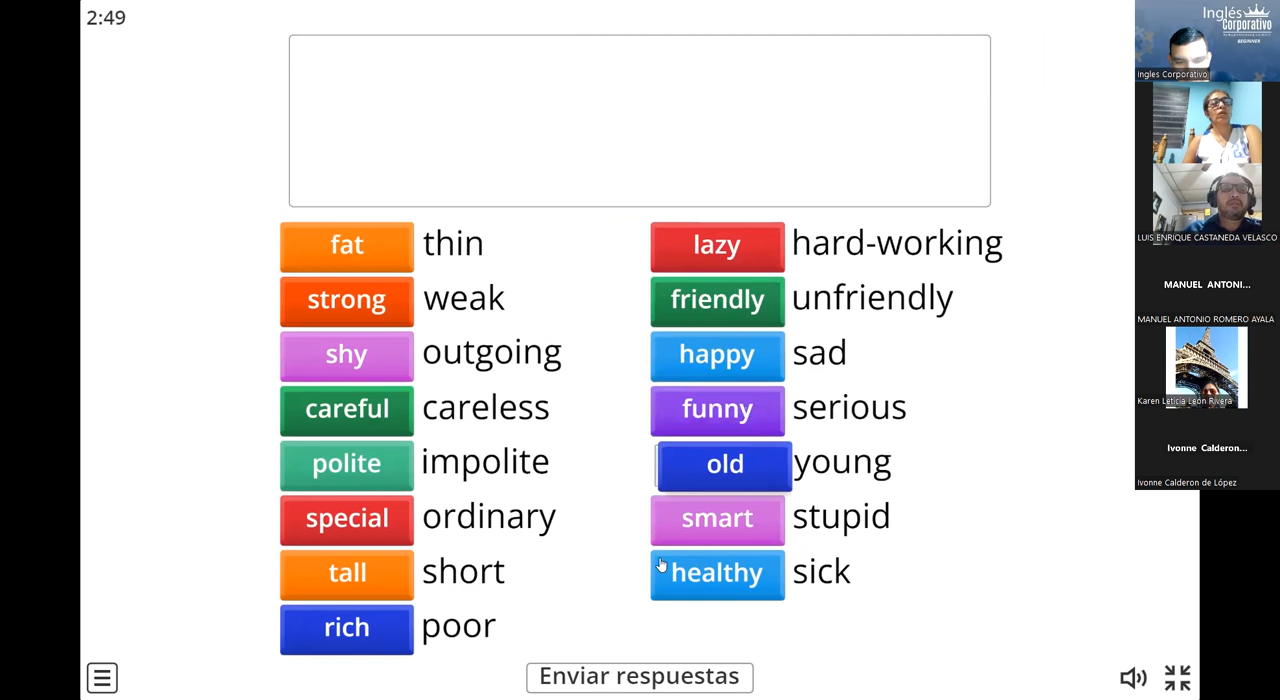 2:49
fat thin
strong weak
shy outgoing
careful careless
polite impolite
special ordinary
tall short
rich poor
lazy hard-working
friendly unfriendly
happy sad
funny serious
old young
smart stupid
healthy sick
Enviar respuestas
Inglés
Corporativo
BEGINNER
Ingles Corporativo
LUIS ENRIQUE CASTANEDA VELASCO
MANUEL ANTONI...
MANUEL ANTONIO ROMERO AYALA
Karen Leticia León Rivera
Ivonne Calderon...
Ivonne Calderon de López